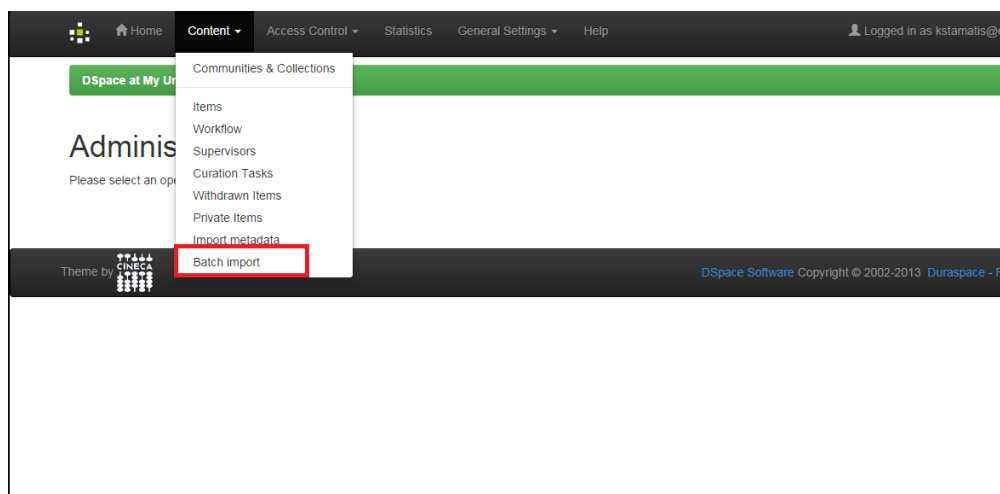 Home Content Access Control Statistics General Settings Help Logged in as kstamatis@
Communities & Collections
DSpace at My
Items
Workflow
Adminis
Supervisors
Curation Tasks
Please select an
Withdrawn Items
Private Items
Import metadata
Batch import
Theme by CINECA
DSpace Software Copyright © 2002-2013 Duraspace -